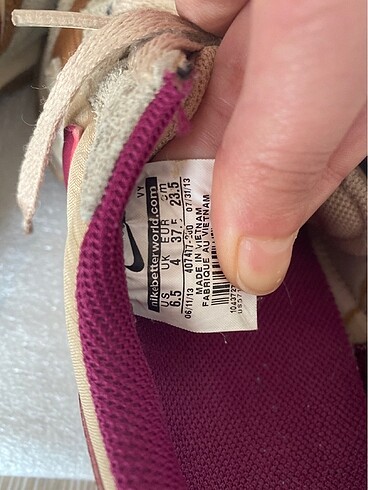 VY
nikebetterworld.com
US UK EUR cm
6.5 4 37.5 23.5
06/11/13 07/31/13
407417-200
MADE IN VIETNAM
FABRIQUE AU VIETNAM